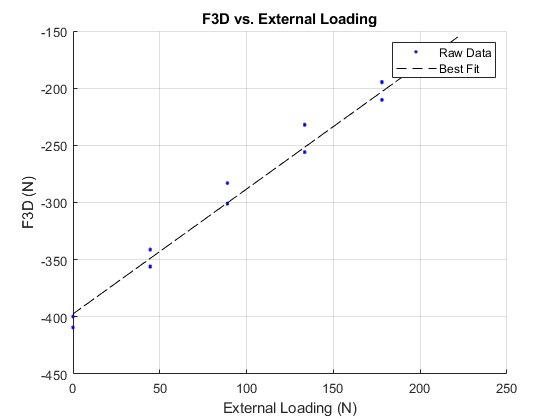 F3D vs. External Loading
-150
-200
-250
-300
-350
-400
-450
F3D (N)
Raw Data
Best Fit
0 50 100 150 200 250
External Loading (N)